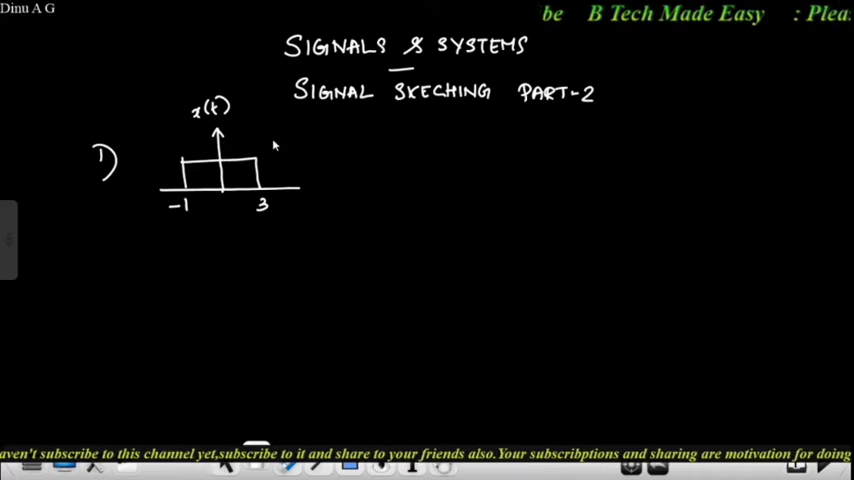 Dinu A G
be B Tech Made Easy : Plea
SIGNALS & SYSTEMS
SIGNAL SKECHING PART-2
x(t)
1)
-1 3
aven't subscribe to this channel yet,subscribe to it and share to your friends also.Your subscribptions and sharing are motivation for doing